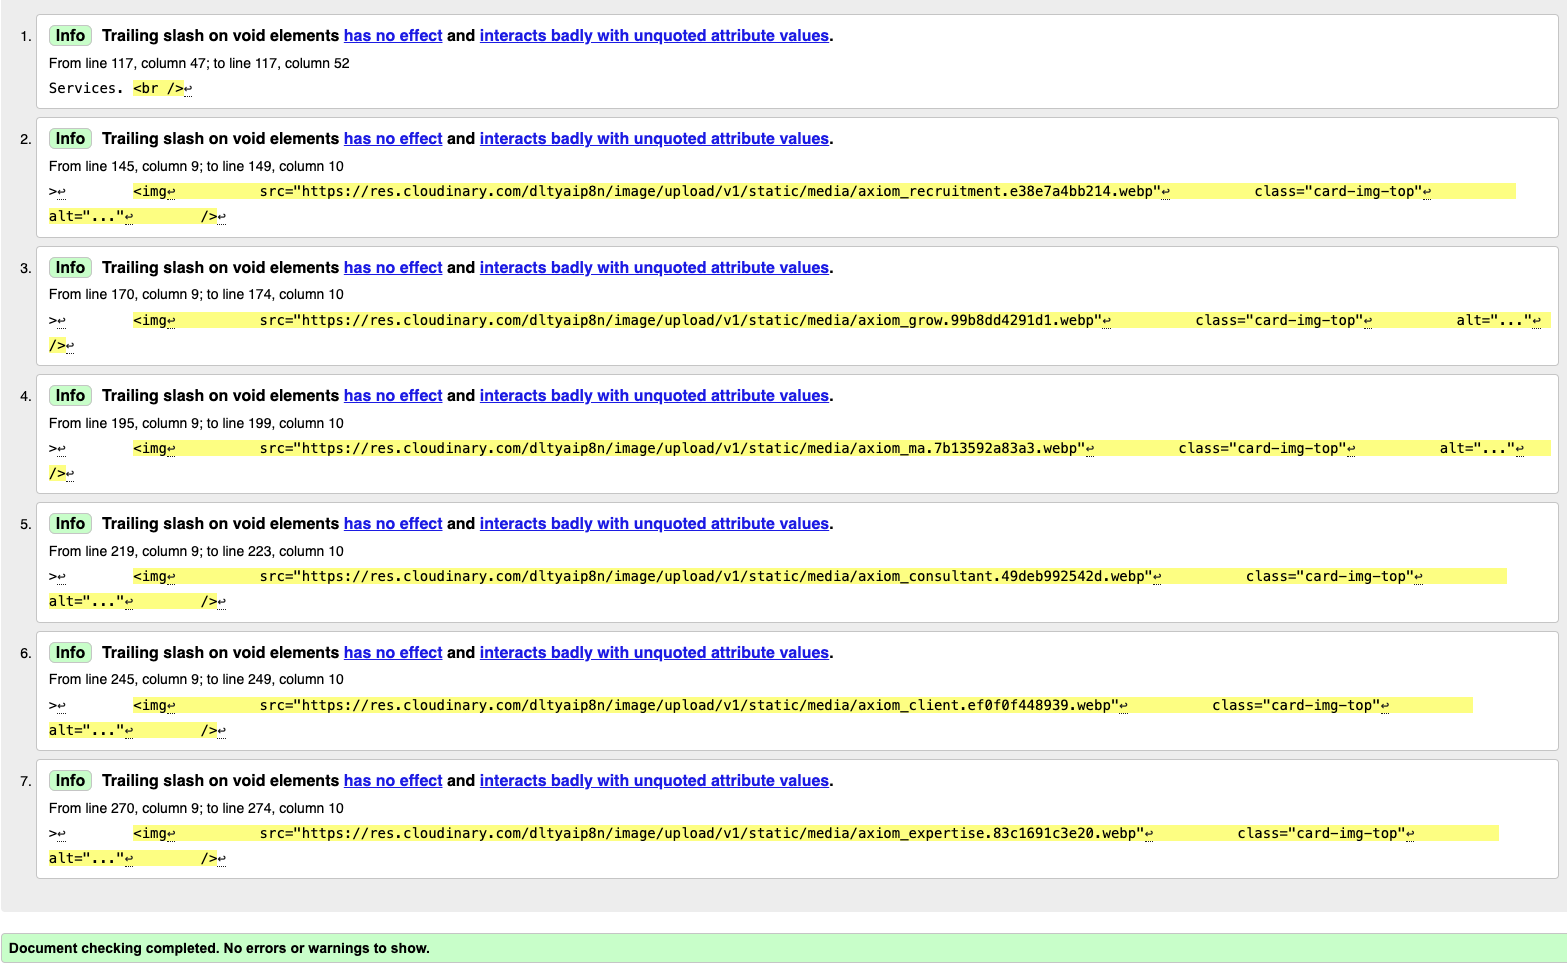 1. Info Trailing slash on void elements has no effect and interacts badly with unquoted attribute values.
From line 117, column 47; to line 117, column 52
Services. <br />↩
2. Info Trailing slash on void elements has no effect and interacts badly with unquoted attribute values.
From line 145, column 9; to line 149, column 10
>↩ <img↩ src="https://res.cloudinary.com/dltyaip8n/image/upload/v1/static/media/axiom_recruitment.e38e7a4bb214.webp"↩ class="card-img-top"↩
alt="..."↩ />↩
3. Info Trailing slash on void elements has no effect and interacts badly with unquoted attribute values.
From line 170, column 9; to line 174, column 10
>↩ <img↩ src="https://res.cloudinary.com/dltyaip8n/image/upload/v1/static/media/axiom_grow.99b8dd4291d1.webp"↩ class="card-img-top"↩ alt="..."↩
/>↩
4. Info Trailing slash on void elements has no effect and interacts badly with unquoted attribute values.
From line 195, column 9; to line 199, column 10
>↩ <img↩ src="https://res.cloudinary.com/dltyaip8n/image/upload/v1/static/media/axiom_ma.7b13592a83a3.webp"↩ class="card-img-top"↩ alt="..."↩
/>↩
5. Info Trailing slash on void elements has no effect and interacts badly with unquoted attribute values.
From line 219, column 9; to line 223, column 10
>↩ <img↩ src="https://res.cloudinary.com/dltyaip8n/image/upload/v1/static/media/axiom_consultant.49deb992542d.webp"↩ class="card-img-top"↩
alt="..."↩ />↩
6. Info Trailing slash on void elements has no effect and interacts badly with unquoted attribute values.
From line 245, column 9; to line 249, column 10
>↩ <img↩ src="https://res.cloudinary.com/dltyaip8n/image/upload/v1/static/media/axiom_client.ef0f0f448939.webp"↩ class="card-img-top"↩
alt="..."↩ />↩
7. Info Trailing slash on void elements has no effect and interacts badly with unquoted attribute values.
From line 270, column 9; to line 274, column 10
>↩ <img↩ src="https://res.cloudinary.com/dltyaip8n/image/upload/v1/static/media/axiom_expertise.83c1691c3e20.webp"↩ class="card-img-top"↩
alt="..."↩ />↩
Document checking completed. No errors or warnings to show.